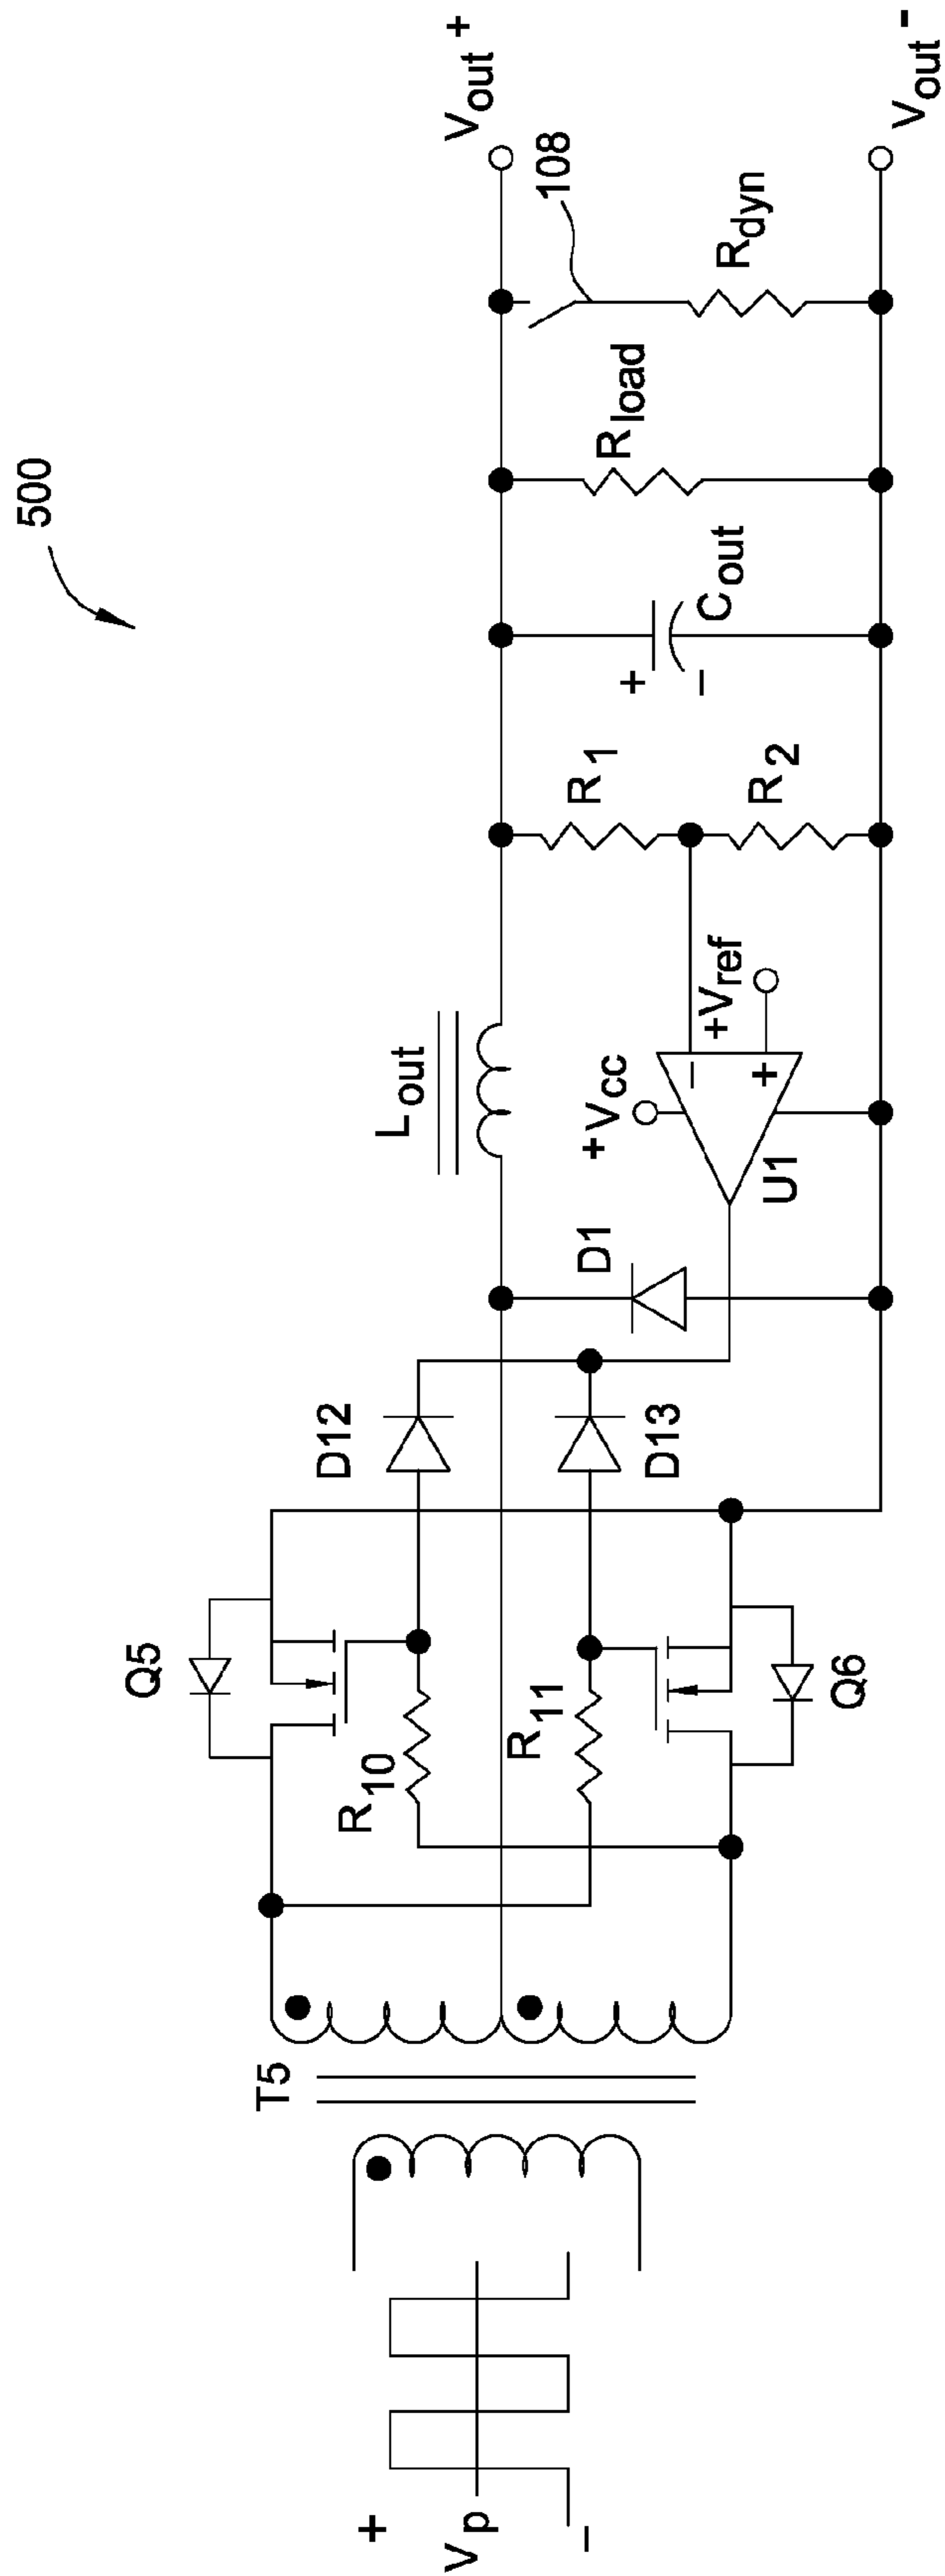 500
Vout +
Vout -
108
Rdyn
Rload
Cout
+
-
R1
R2
Lout
+Vref
+Vcc
-
+
U1
D1
D12
D13
Q5
Q6
R10
R11
T5
+
Vp
-